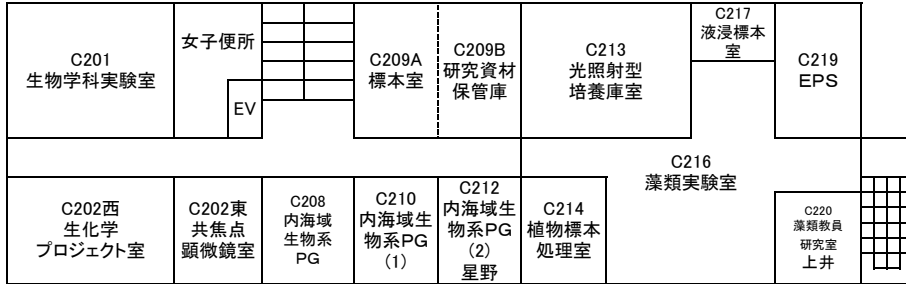 C201
生物学科実験室
女子便所
EV
C209A
標本室
C209B
研究資材
保管庫
C213
光照射型
培養庫室
C217
液浸標本
室
C219
EPS
C216
藻類実験室
C202西
生化学
プロジェクト室
C202東
共焦点
顕微鏡室
C208
内海域
生物系
PG
C210
内海域生
物系PG
(1)
C212
内海域生
物系PG
(2)
星野
C214
植物標本
処理室
C220
藻類教員
研究室
上井